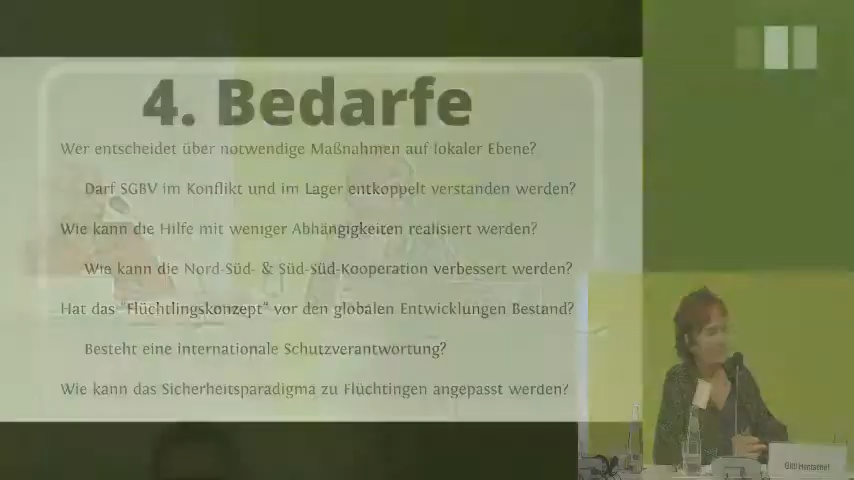 4. Bedarfe
Wer entscheidet über notwendige Maßnahmen auf lokaler Ebene?
Darf SGBV im Konflikt und im Lager entkoppelt verstanden werden?
Wie kann die Hilfe mit weniger Abhängigkeiten realisiert werden?
Wie kann die Nord-Süd- & Süd-Süd-Kooperation verbessert werden?
Hat das "Flüchtlingskonzept" vor den globalen Entwicklungen Bestand?
Besteht eine internationale Schutzverantwortung?
Wie kann das Sicherheitsparadigma zu Flüchtingen angepasst werden?
Gitti Hentschel